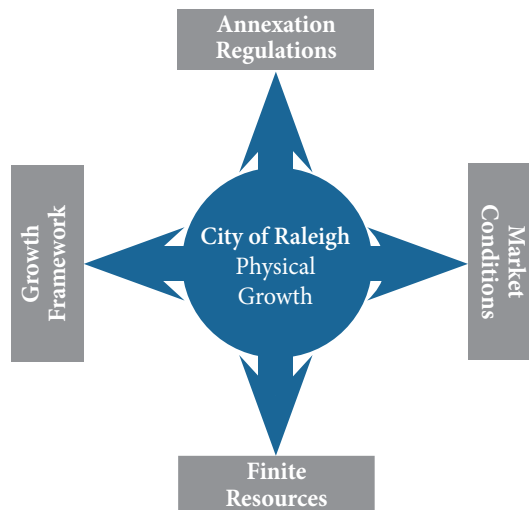 Annexation
Regulations
Growth
Framework
City of Raleigh
Physical
Growth
Market
Conditions
Finite
Resources